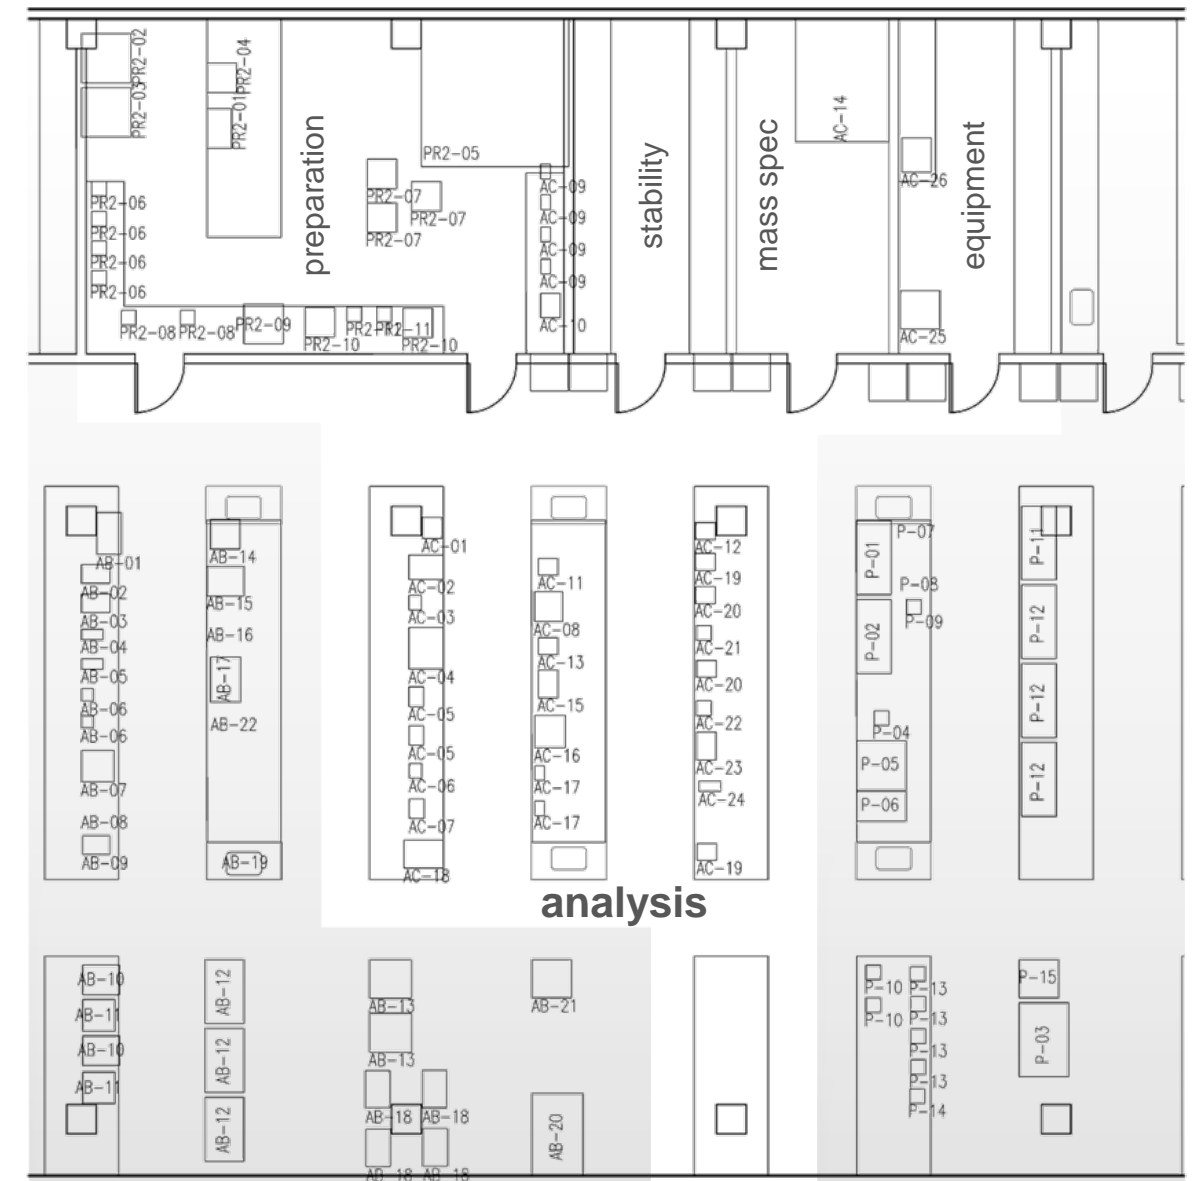 PR2-02
PR2-03
PR2-04
PR2-01
preparation
PR2-05
PR2-06
PR2-06
PR2-06
PR2-06
PR2-07
PR2-07
PR2-07
PR2-08
PR2-08
PR2-09
PR2-10
PR2-11
PR2-11
PR2-10
AC-09
AC-09
AC-09
AC-09
AC-10
stability
mass spec
AC-14
equipment
AC-26
AC-25
AB-01
AB-02
AB-03
AB-04
AB-05
AB-06
AB-06
AB-07
AB-08
AB-09
AB-14
AB-15
AB-16
AB-17
AB-22
AB-19
AC-01
AC-02
AC-03
AC-04
AC-05
AC-05
AC-06
AC-07
AC-18
AC-11
AC-08
AC-13
AC-15
AC-16
AC-17
AC-17
AC-12
AC-19
AC-20
AC-21
AC-20
AC-22
AC-23
AC-24
AC-19
P-01
P-07
P-08
P-09
P-02
P-04
P-05
P-06
P-11
P-12
P-12
P-12
analysis
AB-10
AB-11
AB-10
AB-11
AB-12
AB-12
AB-12
AB-13
AB-13
AB-18
AB-18
AB-18
AB-18
AB-21
AB-20
P-10
P-10
P-13
P-13
P-13
P-13
P-14
P-15
P-03